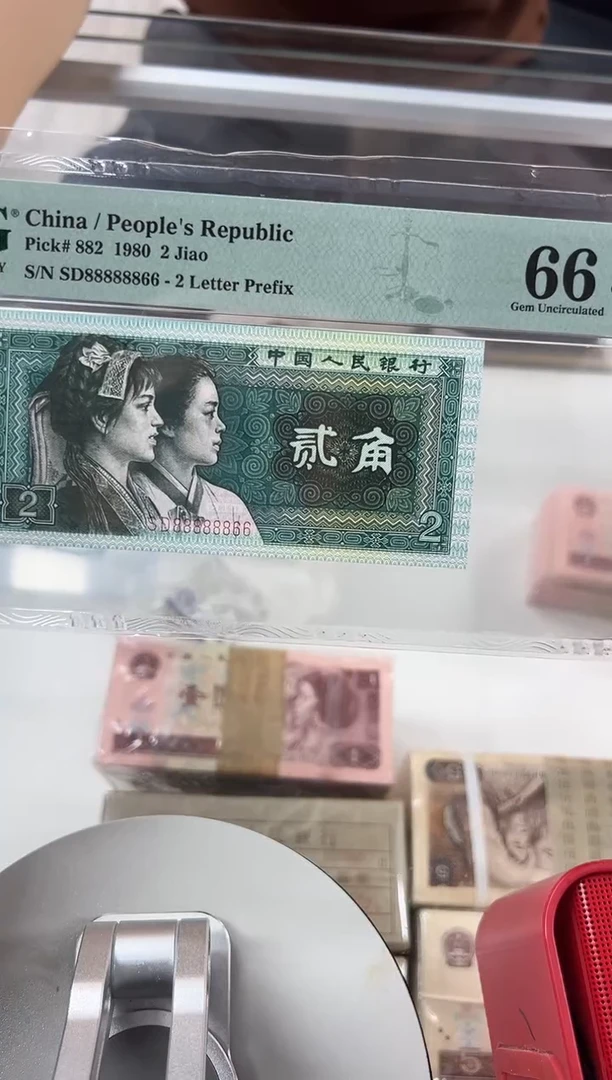 G®
China / People's Republic
Pick# 882 1980 2 Jiao
S/N SD88888866 - 2 Letter Prefix
66
Gem Uncirculated
Y
中国人民银行
贰角
2
SD88888866
2
5